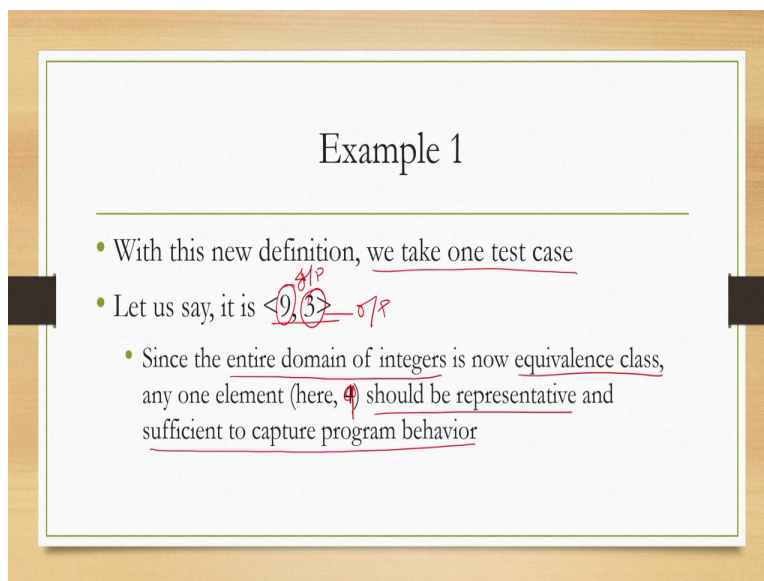 Example 1
• With this new definition, we take one test case
o/p
• Let us say, it is <9, 3> o/p
• Since the entire domain of integers is now equivalence class,
any one element (here, 9) should be representative and
sufficient to capture program behavior